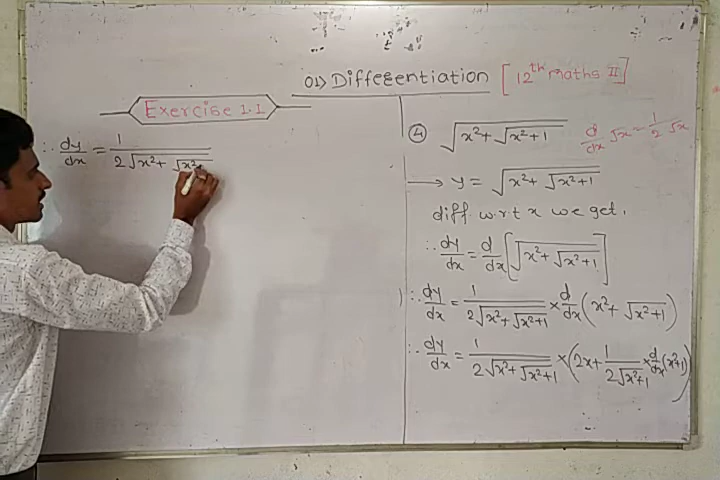 01) Differentiation [12th maths II]
Exercise 1.1
∴ dy/dx = 1/(2√(x²+ √x²+
④ √(x²+ √(x²+1))
d/dx √x = 1/2 √x
→ y = √(x²+ √(x²+1))
diff w.r.t x we get.
∴ dy/dx = d/dx [√(x²+ √(x²+1))]
∴ dy/dx = 1/(2√(x²+ √(x²+1))) × d/dx (x²+ √(x²+1))
∴ dy/dx = 1/(2√(x²+ √(x²+1))) × (2x+ 1/(2√(x²+1)) × d/dx (x²+1))